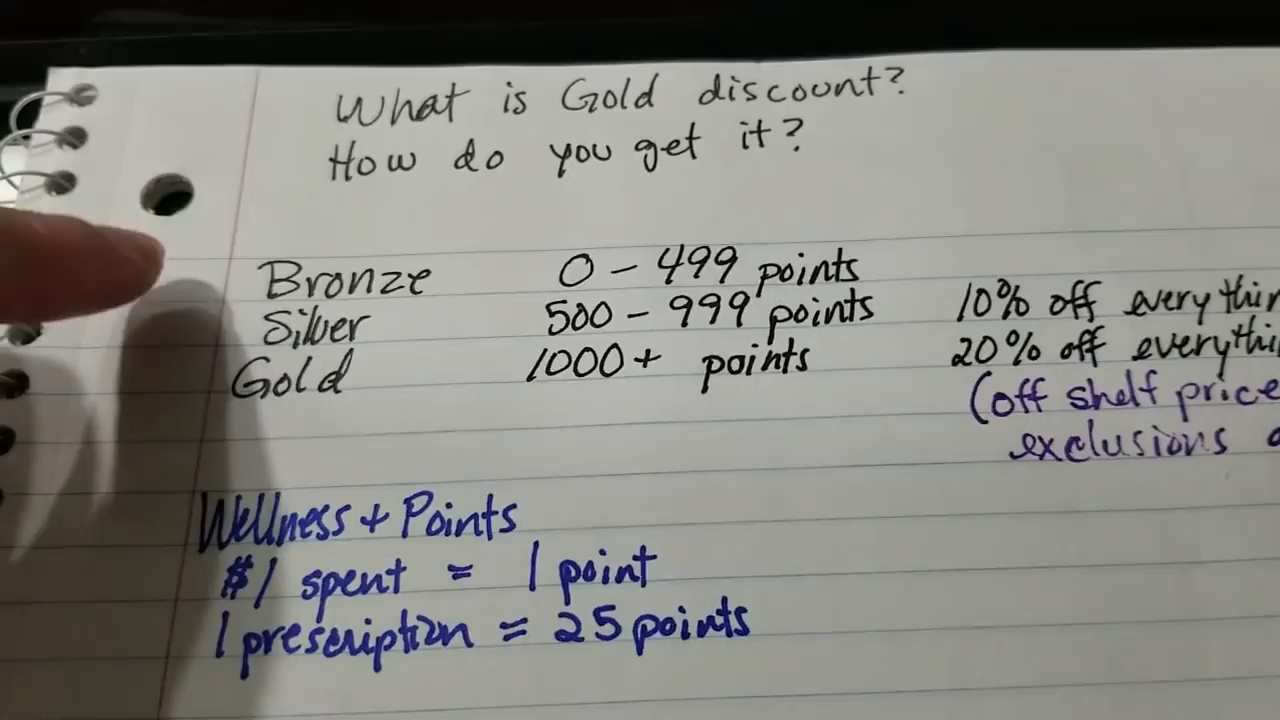 What is Gold discount?
How do you get it?
Bronze 0 - 499 points
Silver 500 - 999 points 10% off
Gold 1000+ points 20% off
(off shelf price
exclusions
Wellness + Points
$1 spent = 1 point
1 prescription = 25 points